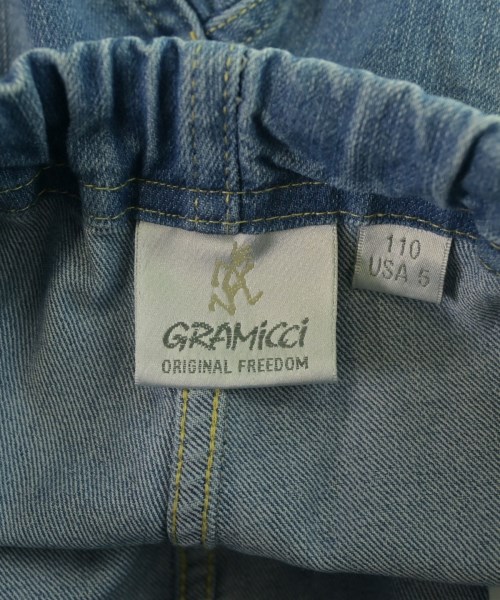 GRAMicci
ORIGINAL FREEDOM
110
USA 5